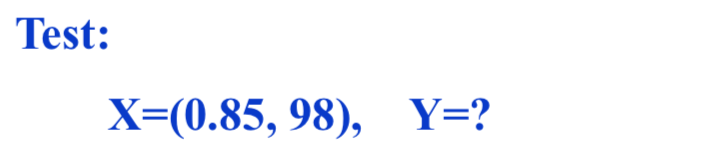 Test:
X=(0.85, 98), Y=?